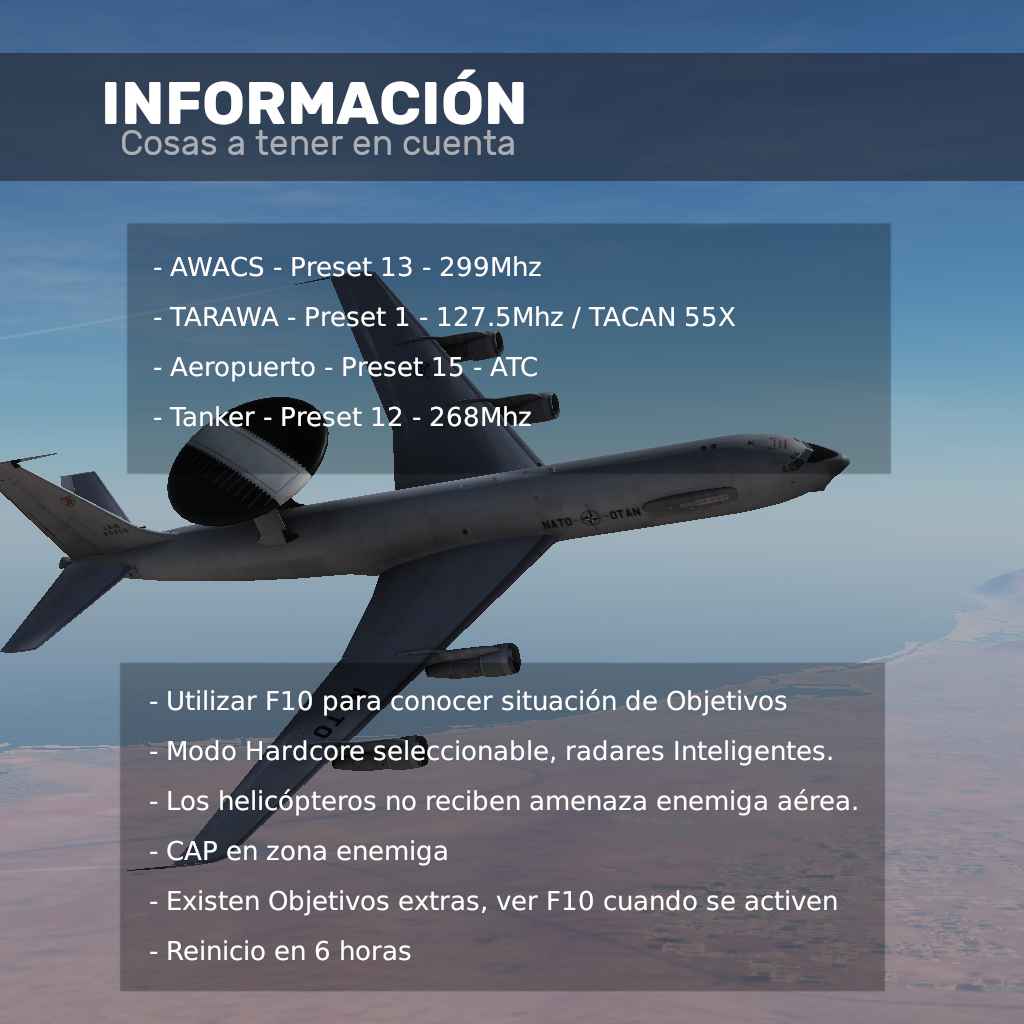 INFORMACIÓN
Cosas a tener en cuenta
- AWACS - Preset 13 - 299Mhz
- TARAWA - Preset 1 - 127.5Mhz / TACAN 55X
- Aeropuerto - Preset 15 - ATC
- Tanker - Preset 12 - 268Mhz
NATO OTAN
- Utilizar F10 para conocer situación de Objetivos
- Modo Hardcore seleccionable, radares Inteligentes.
- Los helicópteros no reciben amenaza enemiga aérea.
- CAP en zona enemiga
- Existen Objetivos extras, ver F10 cuando se activen
- Reinicio en 6 horas